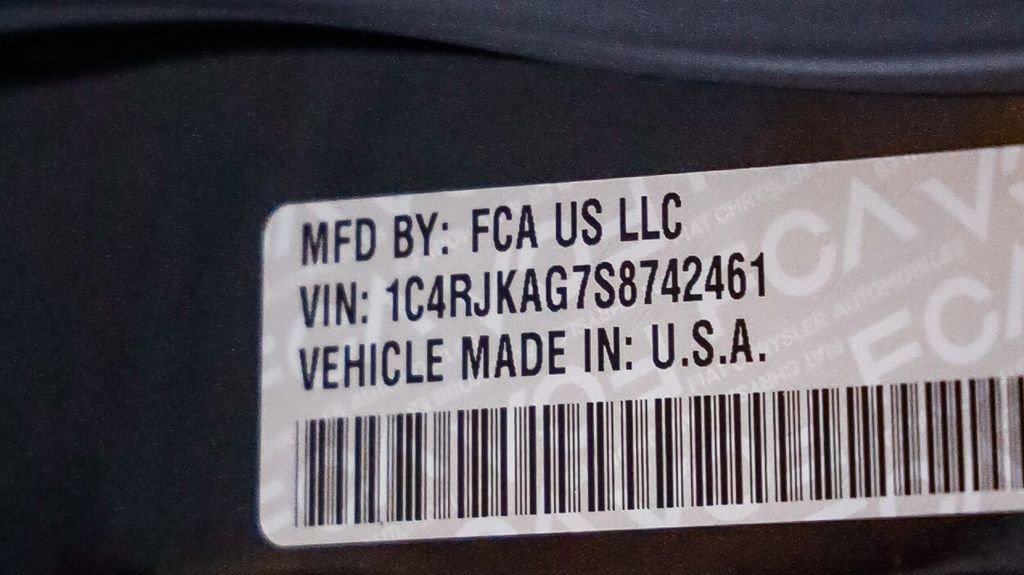 MFD BY: FCA US LLC
VIN: 1C4RJKAG7S8742461
VEHICLE MADE IN: U.S.A.